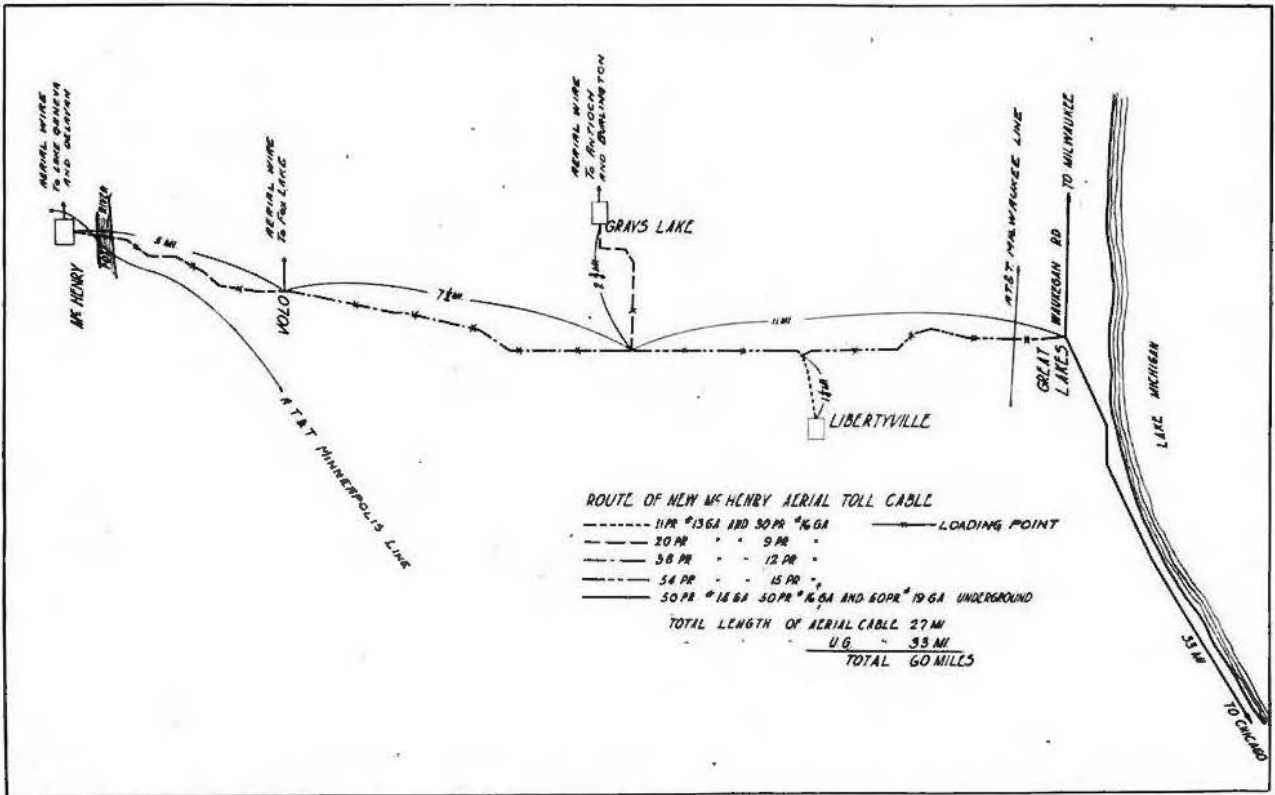 AERIAL WIRE
TO LAKE GENEVA
AND DELAVAN
FOX RIVER
McHENRY
5 MI
AERIAL WIRE
TO FOX LAKE
VOLO
7½ MI
AERIAL WIRE
TO ANTIOCH
AND BURLINGTON
GRAYS LAKE
11 MI
LIBERTYVILLE
AT&T MILWAUKEE LINE
WAUKEGAN RD
TO MILWAUKEE
GREAT
LAKES
LAKE MICHIGAN
AT&T MINNEAPOLIS LINE
ROUTE OF NEW McHENRY AERIAL TOLL CABLE
11 PR #13 GA AND 30 PR #16 GA
LOADING POINT
20 PR " " 9 PR "
38 PR " " 12 PR "
54 PR " " 15 PR "
50 PR # GA 50 PR #16 GA AND 60 PR #19 GA UNDERGROUND
TOTAL LENGTH OF AERIAL CABLE 27 MI
" " U.G. " 33 MI
TOTAL 60 MILES
33 MI
TO CHICAGO